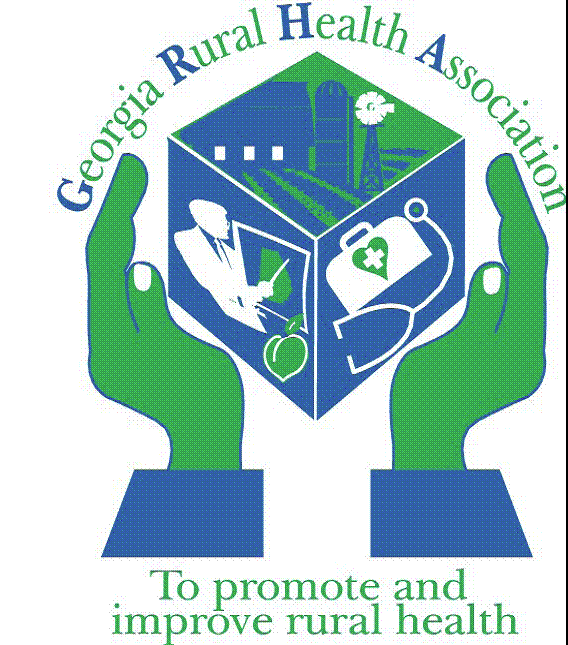 Georgia Rural Health Association
To promote and
improve rural health